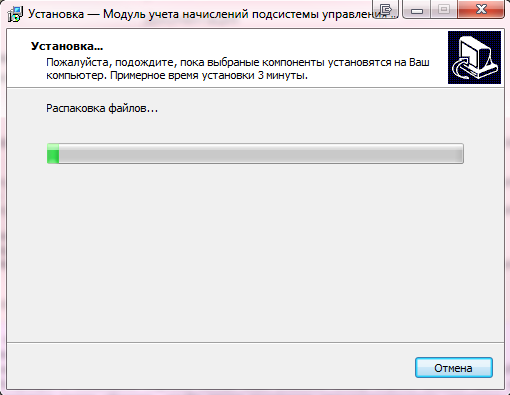 Установка — Модуль учета начислений подсистемы управления...
Установка...
Пожалуйста, подождите, пока выбраные компоненты установятся на Ваш
компьютер. Примерное время установки 3 минуты.
Распаковка файлов...
Отмена